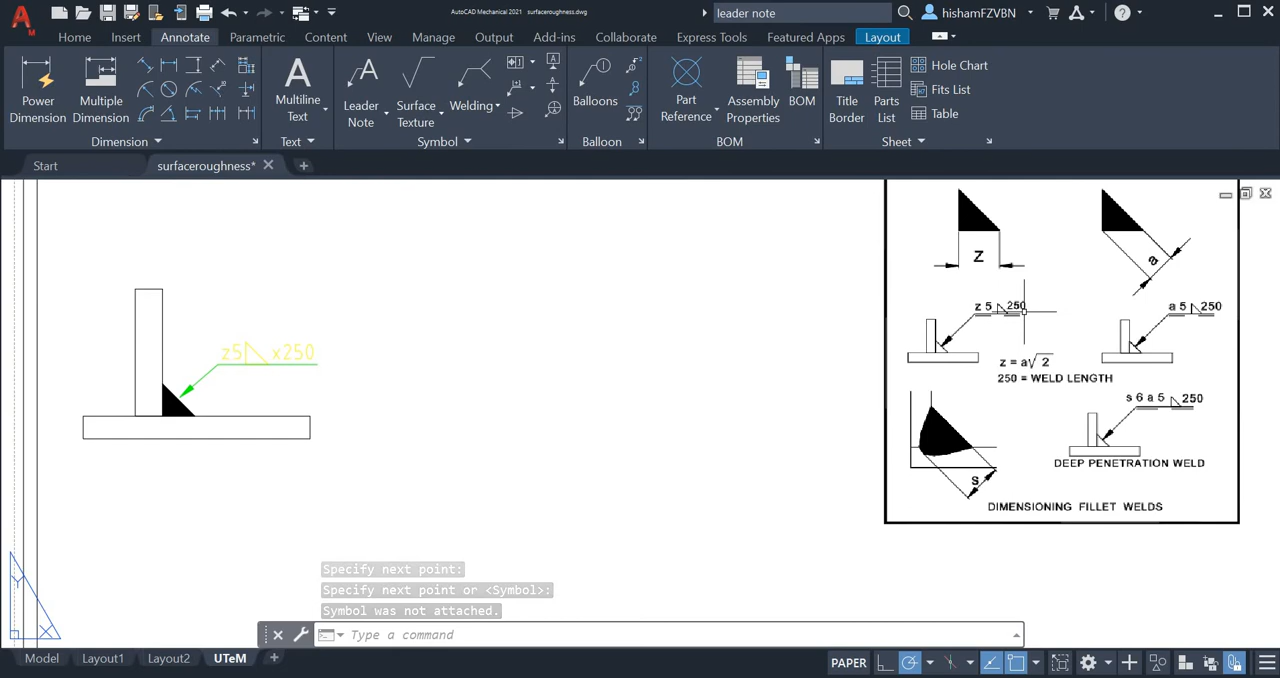 AutoCAD Mechanical 2021 surfaceroughness.dwg
leader note
hishamFZVBN
Home Insert Annotate Parametric Content View Manage Output Add-ins Collaborate Express Tools Featured Apps Layout
Power Dimension
Multiple Dimension
Multiline Text
Leader Note
Surface Texture
Welding
Balloons
Part Reference
Assembly Properties
BOM
Title Border
Parts List
Hole Chart
Fits List
Table
Dimension
Text
Symbol
Balloon
BOM
Sheet
Start
surfaceroughness*
z5 x250
Z
a
z 5 250
a 5 250
z = a√2
250 = WELD LENGTH
s 6 a 5 250
s
DEEP PENETRATION WELD
DIMENSIONING FILLET WELDS
Y
X
Specify next point:
Specify next point or <Symbol>:
Symbol was not attached.
Type a command
Model Layout1 Layout2 UTeM
PAPER